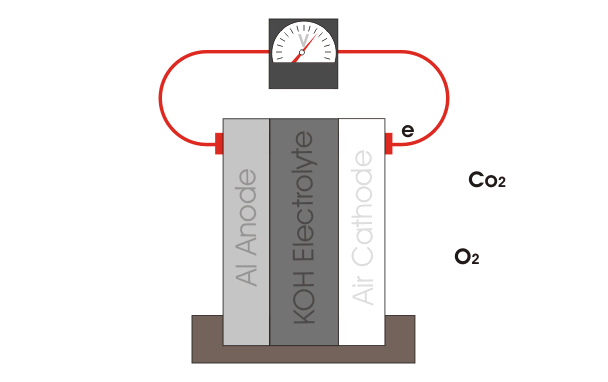 V
e
Al Anode
KOH Electrolyte
Air Cathode
Co2
O2